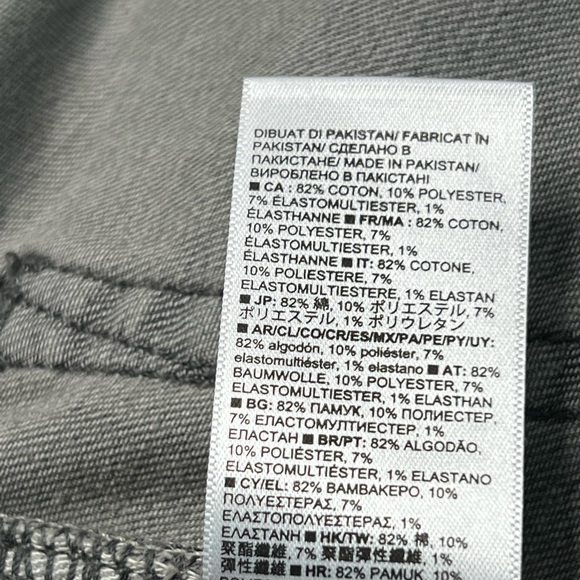 DIBUAT DI PAKISTAN/ FABRICAT ÎN
PAKISTAN/ СДЕЛАНО В
ПАКИСТАНЕ/ MADE IN PAKISTAN/
ВИРОБЛЕНО В ПАКІСТАНІ
■ CA : 82% COTON, 10% POLYESTER,
7% ÉLASTOMULTIESTER, 1%
ÉLASTHANNE ■ FR/MA : 82% COTON,
10% POLYESTER, 7%
ÉLASTOMULTIESTER, 1%
ÉLASTHANNE ■ IT: 82% COTONE,
10% POLIESTERE, 7%
ELASTOMULTIESTERE, 1% ELASTAN
■ JP: 82% 綿, 10% ポリエステル, 7%
ポリエステル, 1% ポリウレタン
■ AR/CL/CO/CR/ES/MX/PA/PE/PY/UY:
82% algodón, 10% poliéster, 7%
elastomultiéster, 1% elastano ■ AT: 82%
BAUMWOLLE, 10% POLYESTER, 7%
ELASTOMULTIESTER, 1% ELASTHAN
■ BG: 82% ПАМУК, 10% ПОЛИЕСТЕР,
7% ЕЛАСТОМУЛТИЕСТЕР, 1%
ЕЛАСТАН ■ BR/PT: 82% ALGODÃO,
10% POLIÉSTER, 7%
ELASTOMULTIÉSTER, 1% ELASTANO
■ CY/EL: 82% ΒΑΜΒΑΚΕΡΟ, 10%
ΠΟΛΥΕΣΤΕΡΑΣ, 7%
ΕΛΑΣΤΟΠΟΛΥΕΣΤΕΡΑΣ, 1%
ΕΛΑΣΤΑΝΗ ■ HK/TW: 82% 棉, 10%
聚酯纖維, 7% 聚酯彈性纖維, 1%
彈性纖維 ■ HR: 82% PAMUK, 10%